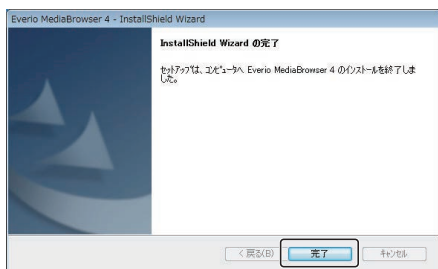 Everio MediaBrowser 4 - InstallShield Wizard
InstallShield Wizard の完了
セットアップは、コンピュータへ Everio MediaBrowser 4 のインストールを終了しま
した。
< 戻る(B)
完了
キャンセル